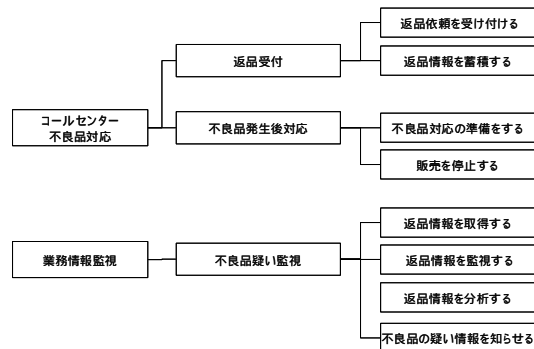 返品依頼を受け付ける
返品受付
返品情報を蓄積する
コールセンター
不良品対応
不良品発生後対応
不良品対応の準備をする
販売を停止する
返品情報を取得する
業務情報監視
不良品疑い監視
返品情報を監視する
返品情報を分析する
不良品の疑い情報を知らせる